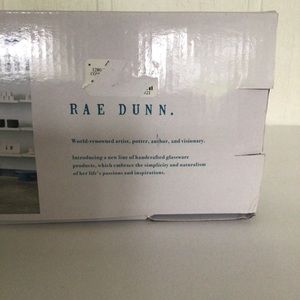 RAE DUNN.
World-renowned artist, potter, author, and visionary.
Introducing a new line of handcrafted glassware
products, which embrace the simplicity and naturalism
of her life's passions and inspirations.